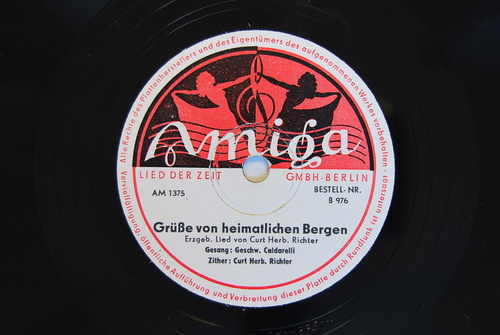 Alle Rechte des Plattenherstellers und des Eigentümers des aufgenommenen Werkes vorbehalten ·
Amiga
LIED DER ZEIT GMBH·BERLIN
AM 1375 BESTELL-NR.
B 976
Grüße von heimatlichen Bergen
Erzgeb. Lied von Curt Herb. Richter
Gesang: Geschw. Caldarelli
Zither: Curt Herb. Richter
Vervielfältigung, öffentliche Aufführung und Verbreitung dieser Platte durch Rundfunk ist untersagt ·